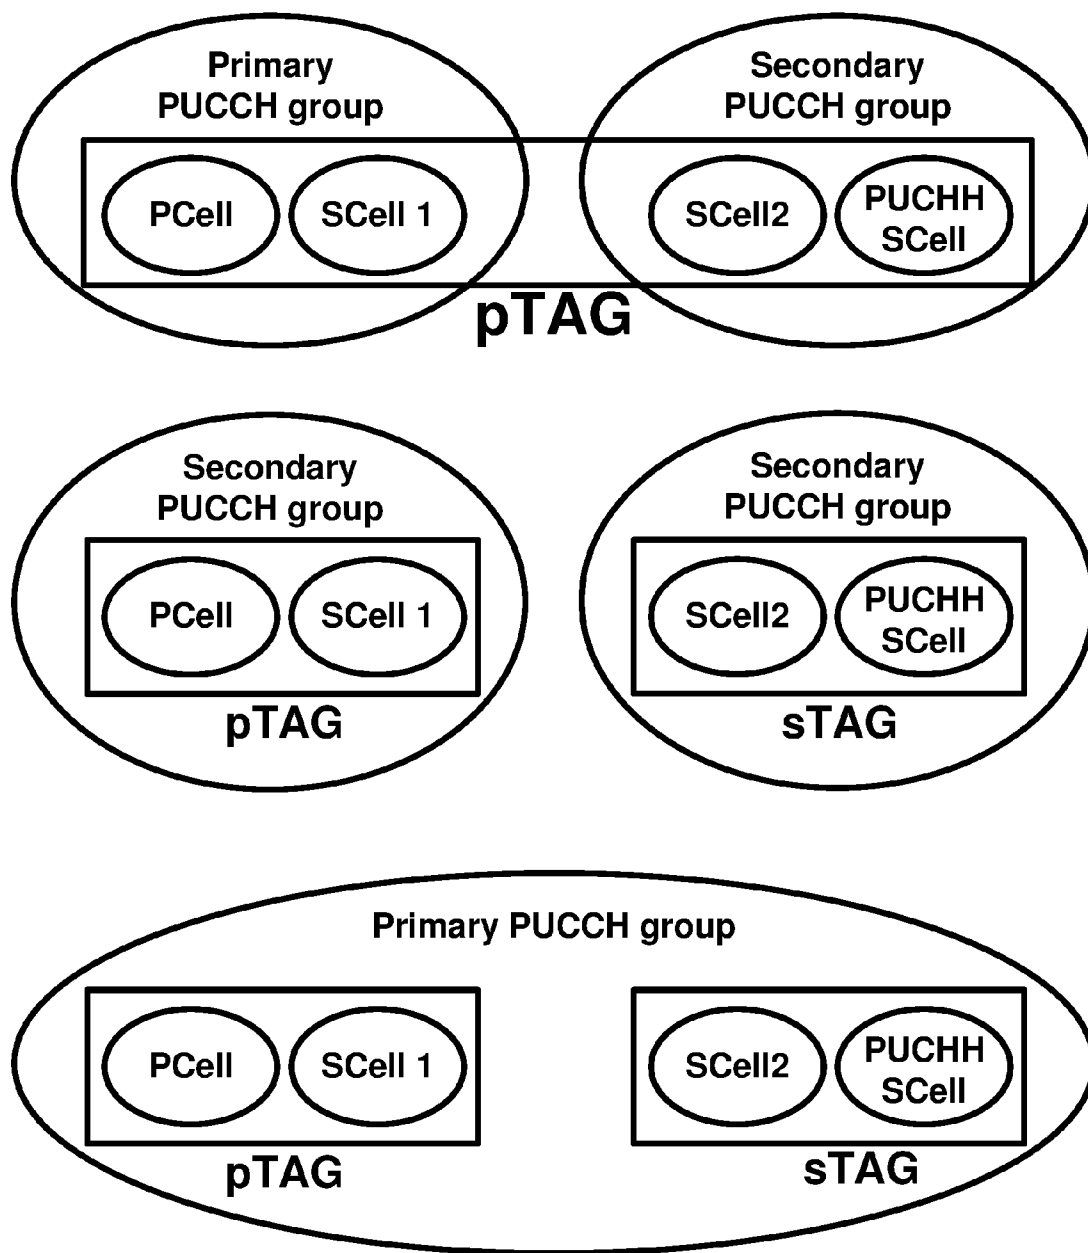 Primary
PUCCH group
Secondary
PUCCH group
PCell
SCell 1
SCell2
PUCHH
SCell
pTAG
Secondary
PUCCH group
Secondary
PUCCH group
PCell
SCell 1
SCell2
PUCHH
SCell
pTAG
sTAG
Primary PUCCH group
PCell
SCell 1
SCell2
PUCHH
SCell
pTAG
sTAG